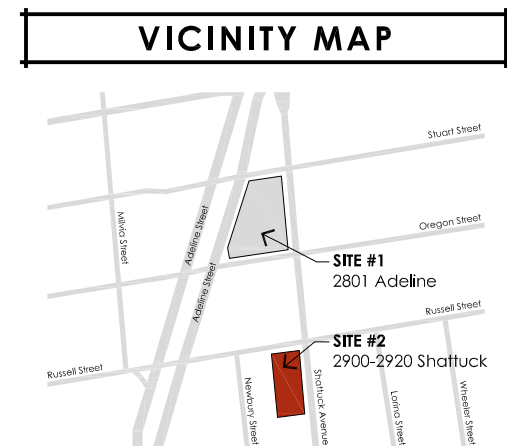 VICINITY MAP
Stuart Street
Milvia Street
Adeline Street
Oregon Street
SITE #1
2801 Adeline
Adeline Street
Russell Street
SITE #2
2900-2920 Shattuck
Russell Street
Newbury Street
Shattuck Avenue
Lorina Street
Wheeler Street